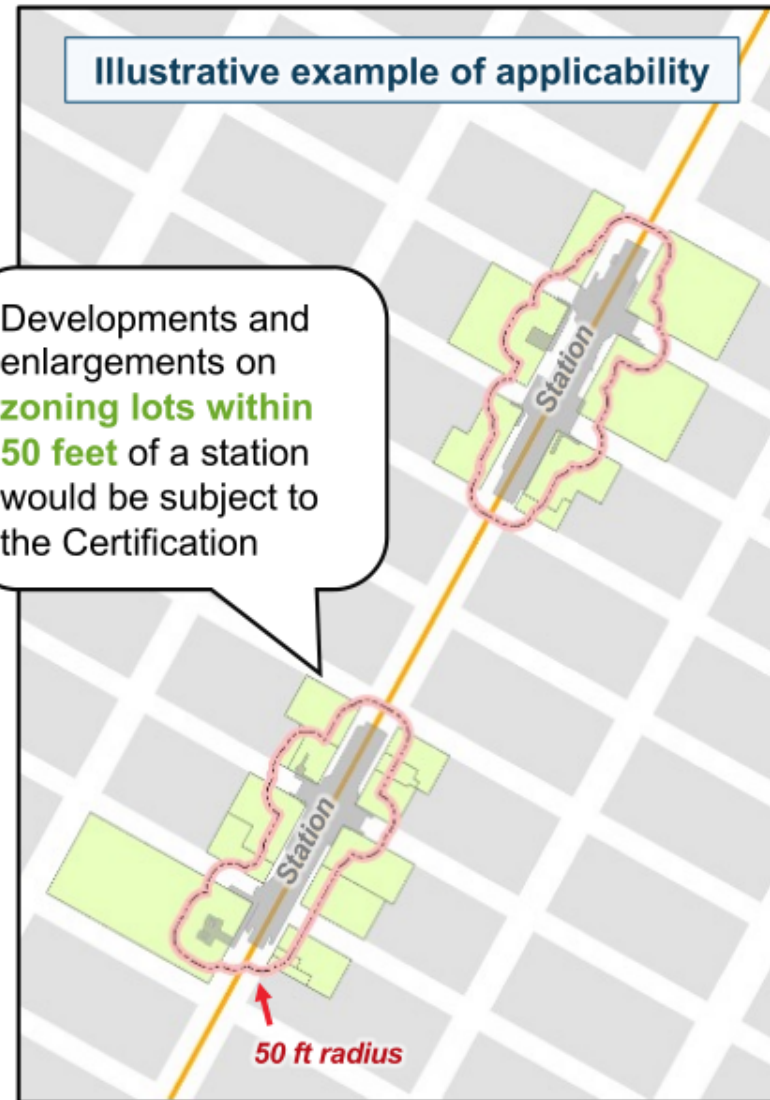 Illustrative example of applicability
Station
Developments and
enlargements on
zoning lots within
50 feet of a station
would be subject to
the Certification
Station
50 ft radius